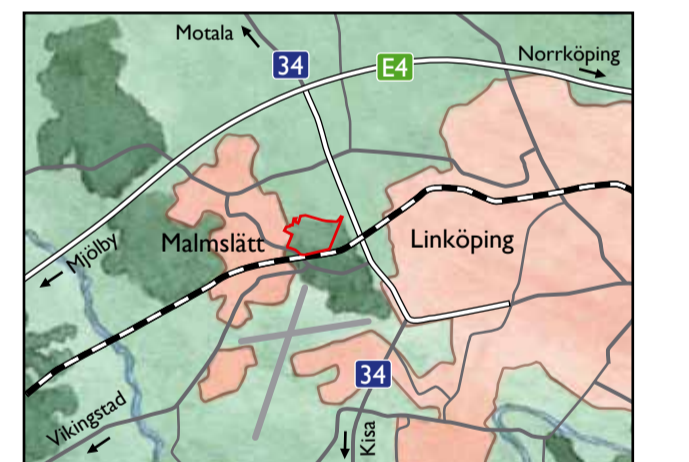 Motala
34
E4
Norrköping
Malmslätt
Linköping
Mjölby
34
Vikingstad
Kisa